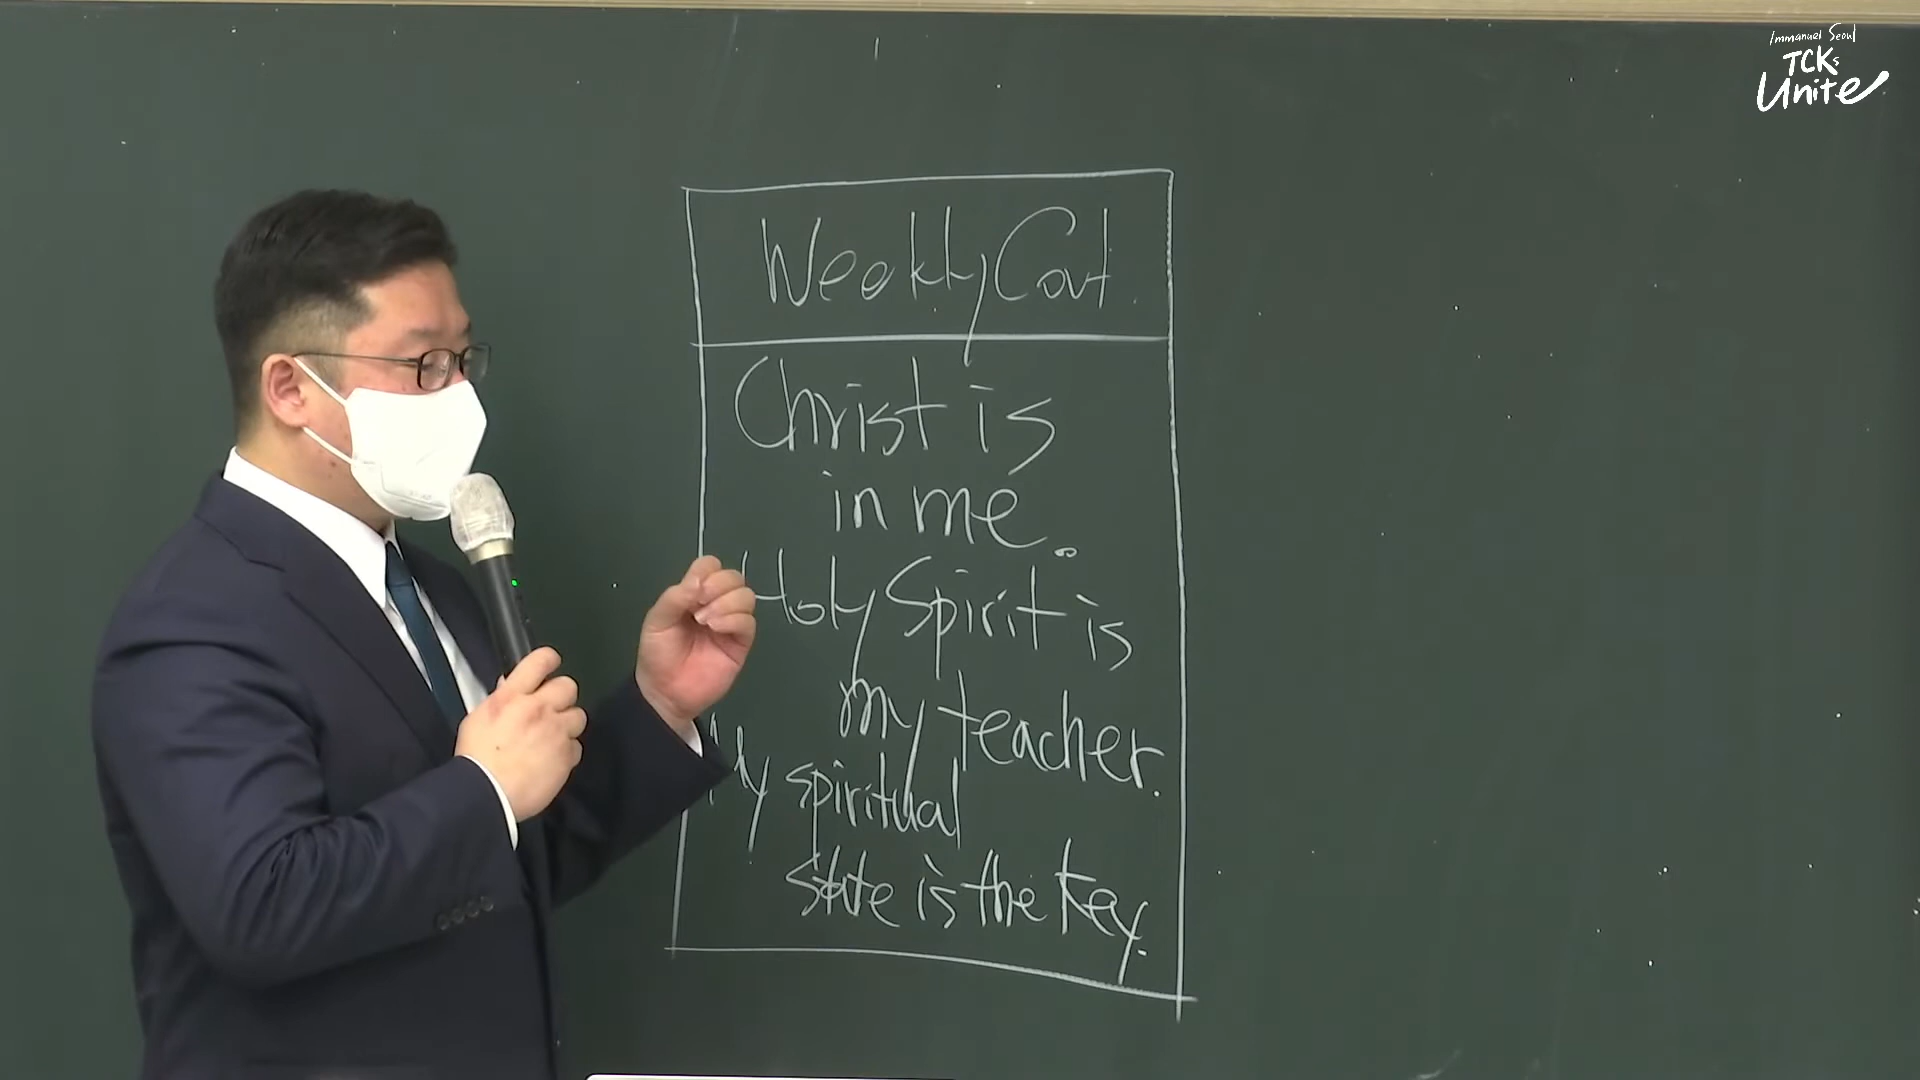 Immanuel Seoul
TCKs
Unite
Weekly Covt.
Christ is
in me.
Holy Spirit is
my teacher.
My spiritual
state is the key.